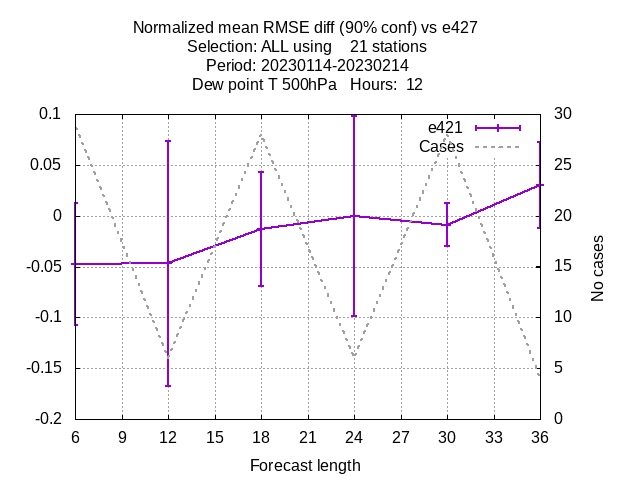 Normalized mean RMSE diff (90% conf) vs e427
Selection: ALL using    21 stations
Period: 20230114-20230214
Dew point T 500hPa   Hours:  12
0.1
0.05
0
-0.05
-0.1
-0.15
-0.2
30
25
20
15
10
5
0
e421
Cases
No cases
6 9 12 15 18 21 24 27 30 33 36
Forecast length